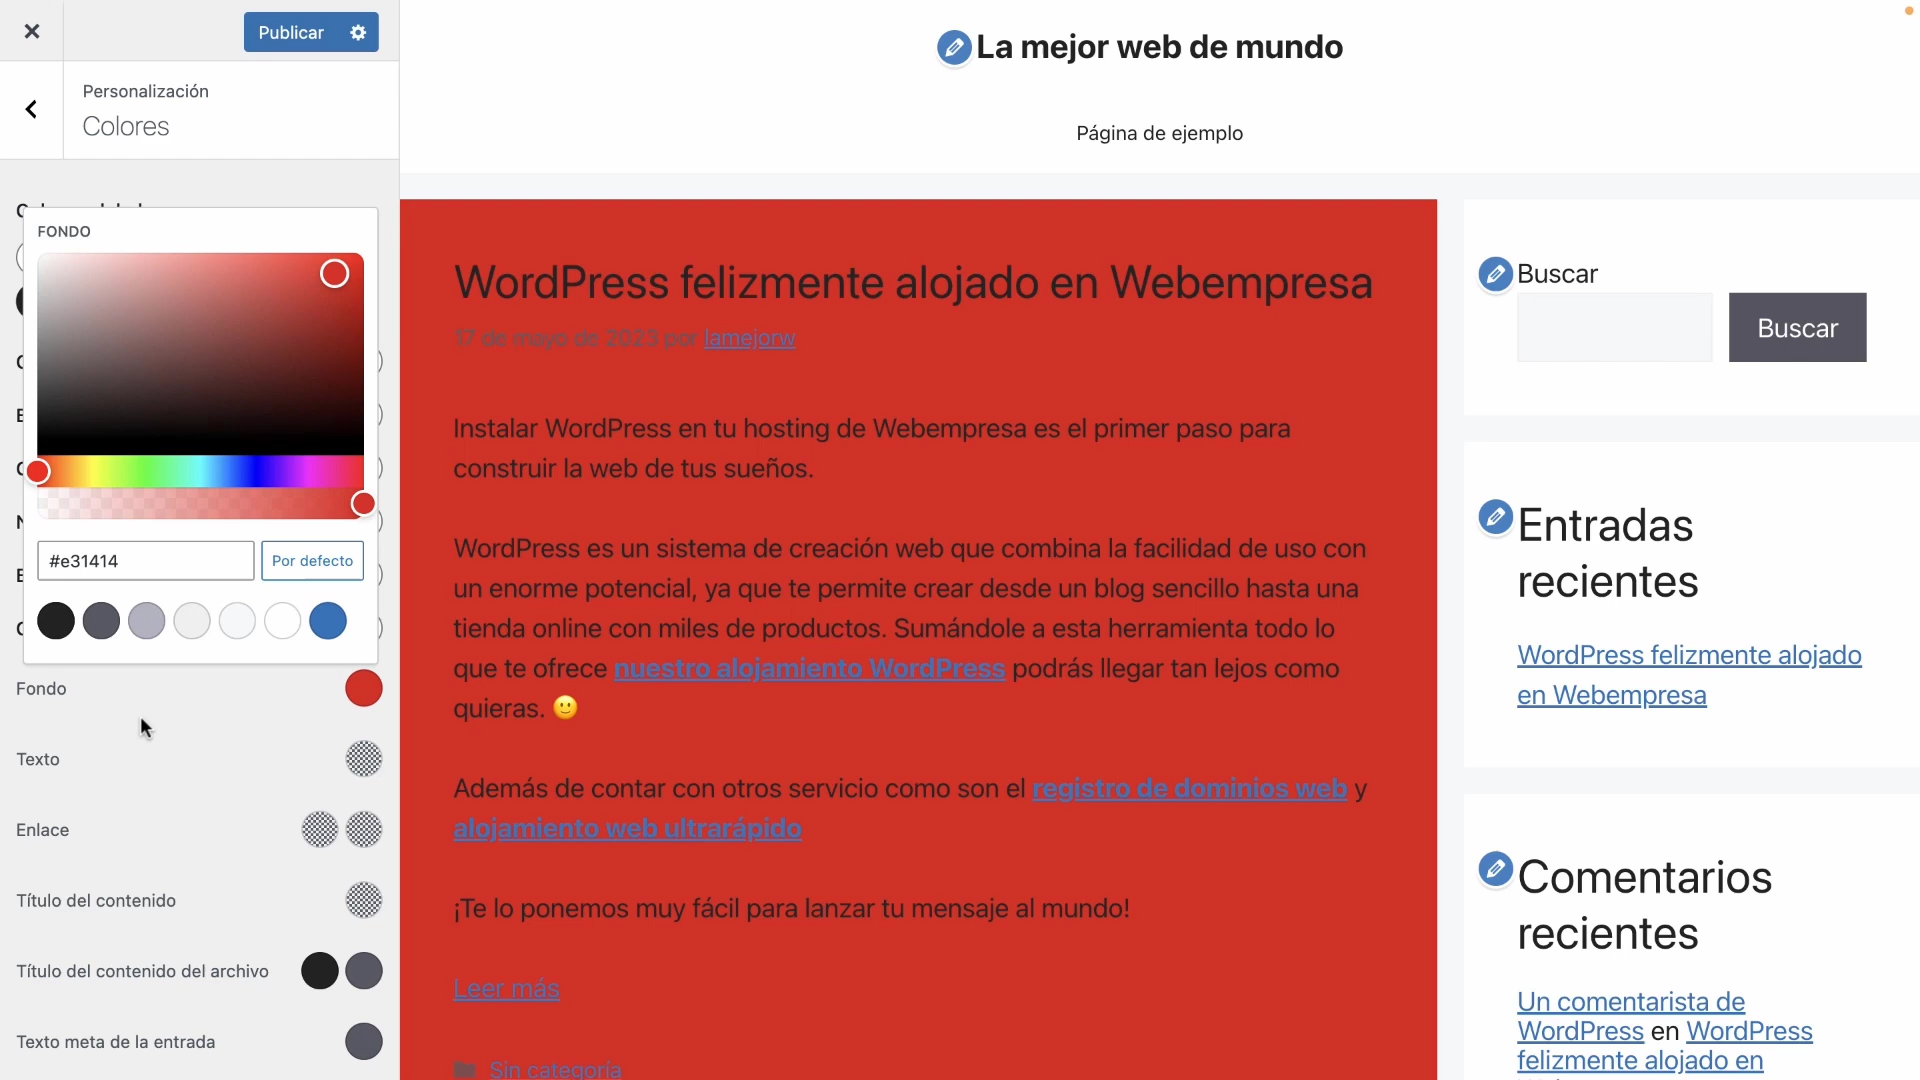 Publicar
Personalización
Colores
FONDO
#e31414
Por defecto
Fondo
Texto
Enlace
Título del contenido
Título del contenido del archivo
Texto meta de la entrada
La mejor web de mundo
Página de ejemplo
WordPress felizmente alojado en Webempresa
17 de mayo de 2023 por lamejorw
Instalar WordPress en tu hosting de Webempresa es el primer paso para
construir la web de tus sueños.
WordPress es un sistema de creación web que combina la facilidad de uso con
un enorme potencial, ya que te permite crear desde un blog sencillo hasta una
tienda online con miles de productos. Sumándole a esta herramienta todo lo
que te ofrece nuestro alojamiento WordPress podrás llegar tan lejos como
quieras. 🙂
Además de contar con otros servicio como son el registro de dominios web y
alojamiento web ultrarápido
¡Te lo ponemos muy fácil para lanzar tu mensaje al mundo!
Leer más
Sin categoría
Buscar
Buscar
Entradas
recientes
WordPress felizmente alojado
en Webempresa
Comentarios
recientes
Un comentarista de
WordPress en WordPress
felizmente alojado en